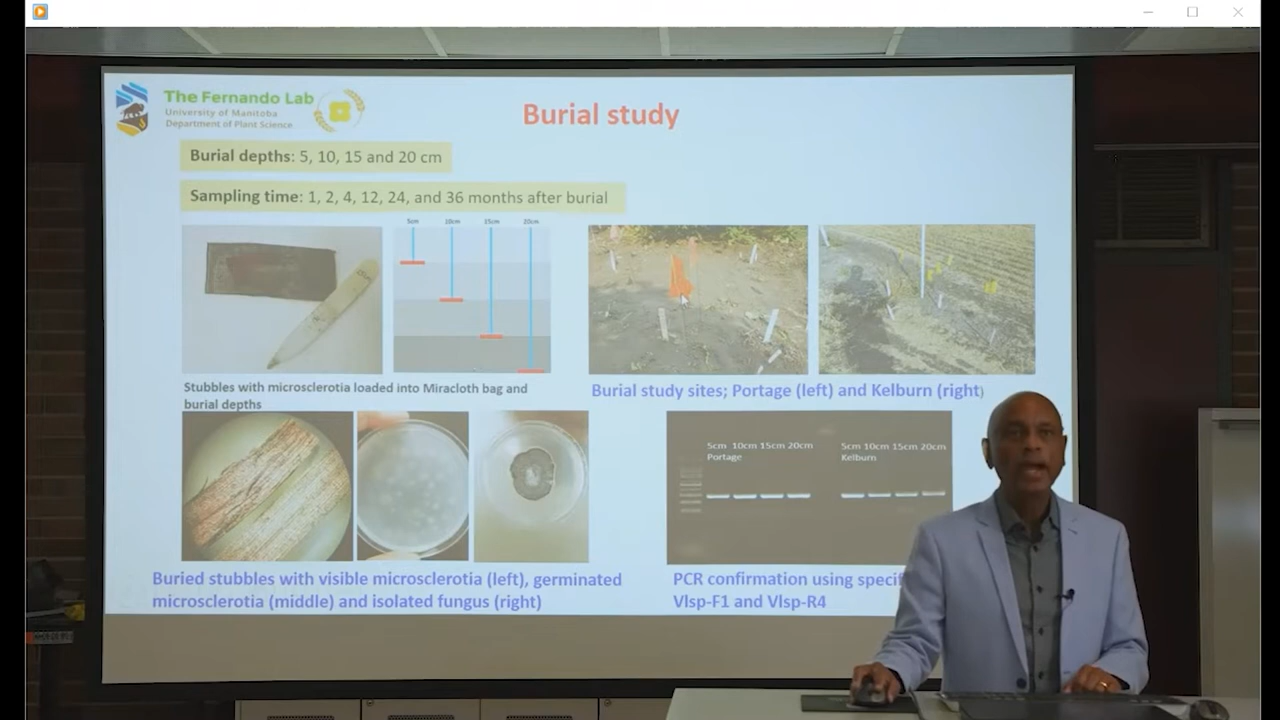 The Fernando Lab
University of Manitoba
Department of Plant Science
Burial study
Burial depths: 5, 10, 15 and 20 cm
Sampling time: 1, 2, 4, 12, 24, and 36 months after burial
5cm 10cm 15cm 20cm
Stubbles with microsclerotia loaded into Miracloth bag and
burial depths
Burial study sites; Portage (left) and Kelburn (right)
5cm 10cm 15cm 20cm
Portage
5cm 10cm 15cm 20cm
Kelburn
Buried stubbles with visible microsclerotia (left), germinated
microsclerotia (middle) and isolated fungus (right)
PCR confirmation using specif
Vlsp-F1 and Vlsp-R4